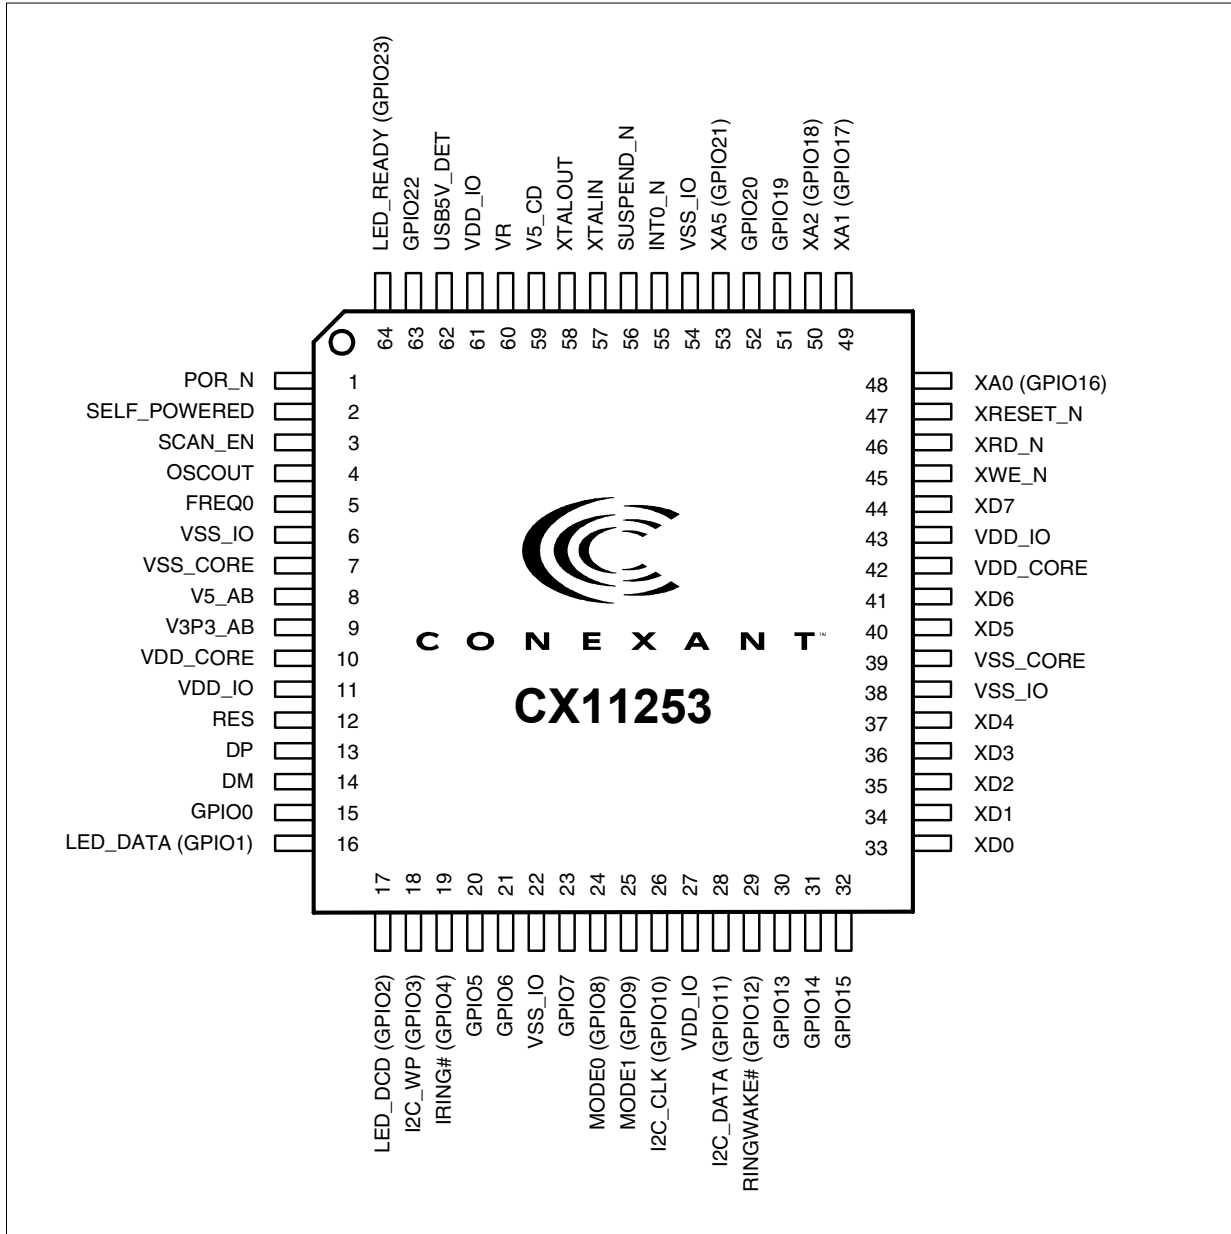 LED_READY (GPIO23)
GPIO22
USB5V_DET
VDD_IO
VR
V5_CD
XTALOUT
XTALIN
SUSPEND_N
INT0_N
VSS_IO
XA5 (GPIO21)
GPIO20
GPIO19
XA2 (GPIO18)
XA1 (GPIO17)
64
63
62
61
60
59
58
57
56
55
54
53
52
51
50
49
POR_N 1
SELF_POWERED 2
SCAN_EN 3
OSCOUT 4
FREQ0 5
VSS_IO 6
VSS_CORE 7
V5_AB 8
V3P3_AB 9
VDD_CORE 10
VDD_IO 11
RES 12
DP 13
DM 14
GPIO0 15
LED_DATA (GPIO1) 16
CONEXANT™
CX11253
48 XA0 (GPIO16)
47 XRESET_N
46 XRD_N
45 XWE_N
44 XD7
43 VDD_IO
42 VDD_CORE
41 XD6
40 XD5
39 VSS_CORE
38 VSS_IO
37 XD4
36 XD3
35 XD2
34 XD1
33 XD0
17
18
19
20
21
22
23
24
25
26
27
28
29
30
31
32
LED_DCD (GPIO2)
I2C_WP (GPIO3)
IRING# (GPIO4)
GPIO5
GPIO6
VSS_IO
GPIO7
MODE0 (GPIO8)
MODE1 (GPIO9)
I2C_CLK (GPIO10)
VDD_IO
I2C_DATA (GPIO11)
RINGWAKE# (GPIO12)
GPIO13
GPIO14
GPIO15